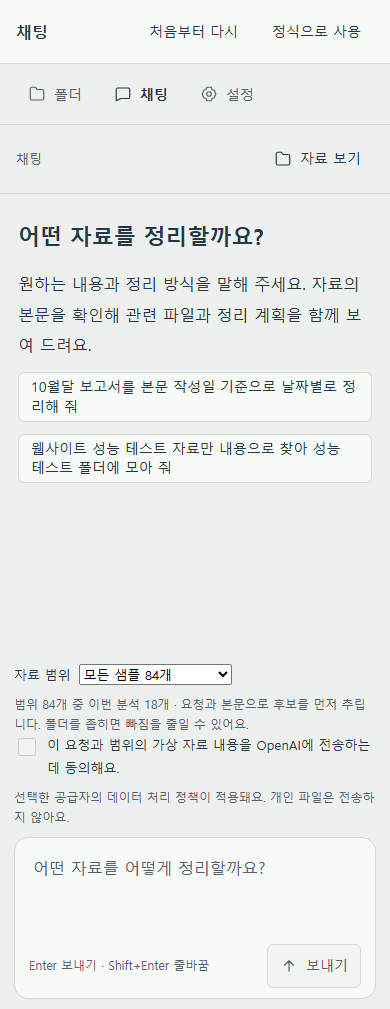 채팅
처음부터 다시
정식으로 사용
폴더
채팅
설정
채팅
자료 보기
어떤 자료를 정리할까요?
원하는 내용과 정리 방식을 말해 주세요. 자료의
본문을 확인해 관련 파일과 정리 계획을 함께 보
여 드려요.
10월달 보고서를 본문 작성일 기준으로 날짜별로 정
리해 줘
웹사이트 성능 테스트 자료만 내용으로 찾아 성능
테스트 폴더에 모아 줘
자료 범위
모든 샘플 84개
범위 84개 중 이번 분석 18개 · 요청과 본문으로 후보를 먼저 추립
니다. 폴더를 좁히면 빠짐을 줄일 수 있어요.
이 요청과 범위의 가상 자료 내용을 OpenAI에 전송하는
데 동의해요.
선택한 공급자의 데이터 처리 정책이 적용돼요. 개인 파일은 전송하
지 않아요.
어떤 자료를 어떻게 정리할까요?
Enter 보내기 · Shift+Enter 줄바꿈
보내기